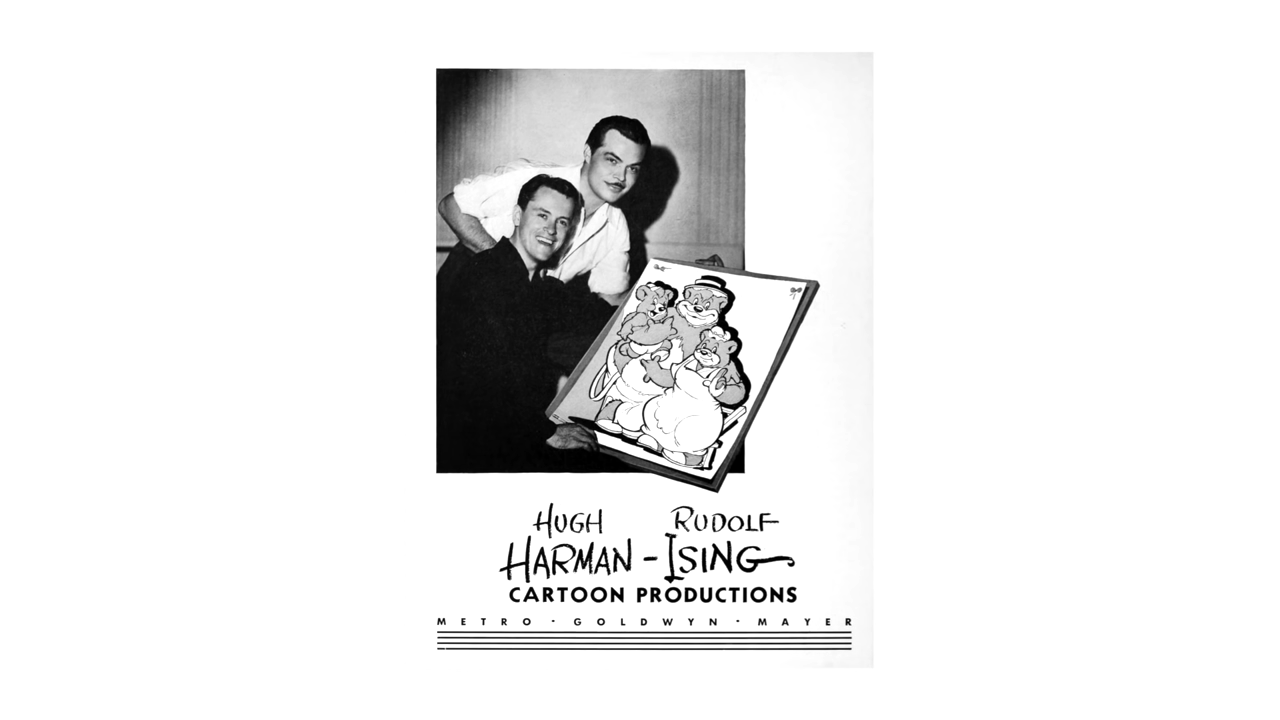 HUGH RUDOLF
HARMAN - ISING
CARTOON PRODUCTIONS
METRO · GOLDWYN · MAYER